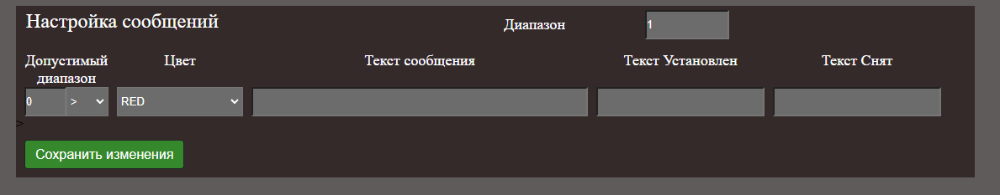 Настройка сообщений Диапазон 1
Допустимый диапазон Цвет Текст сообщения Текст Установлен Текст Снят
0 > RED
>
Сохранить изменения